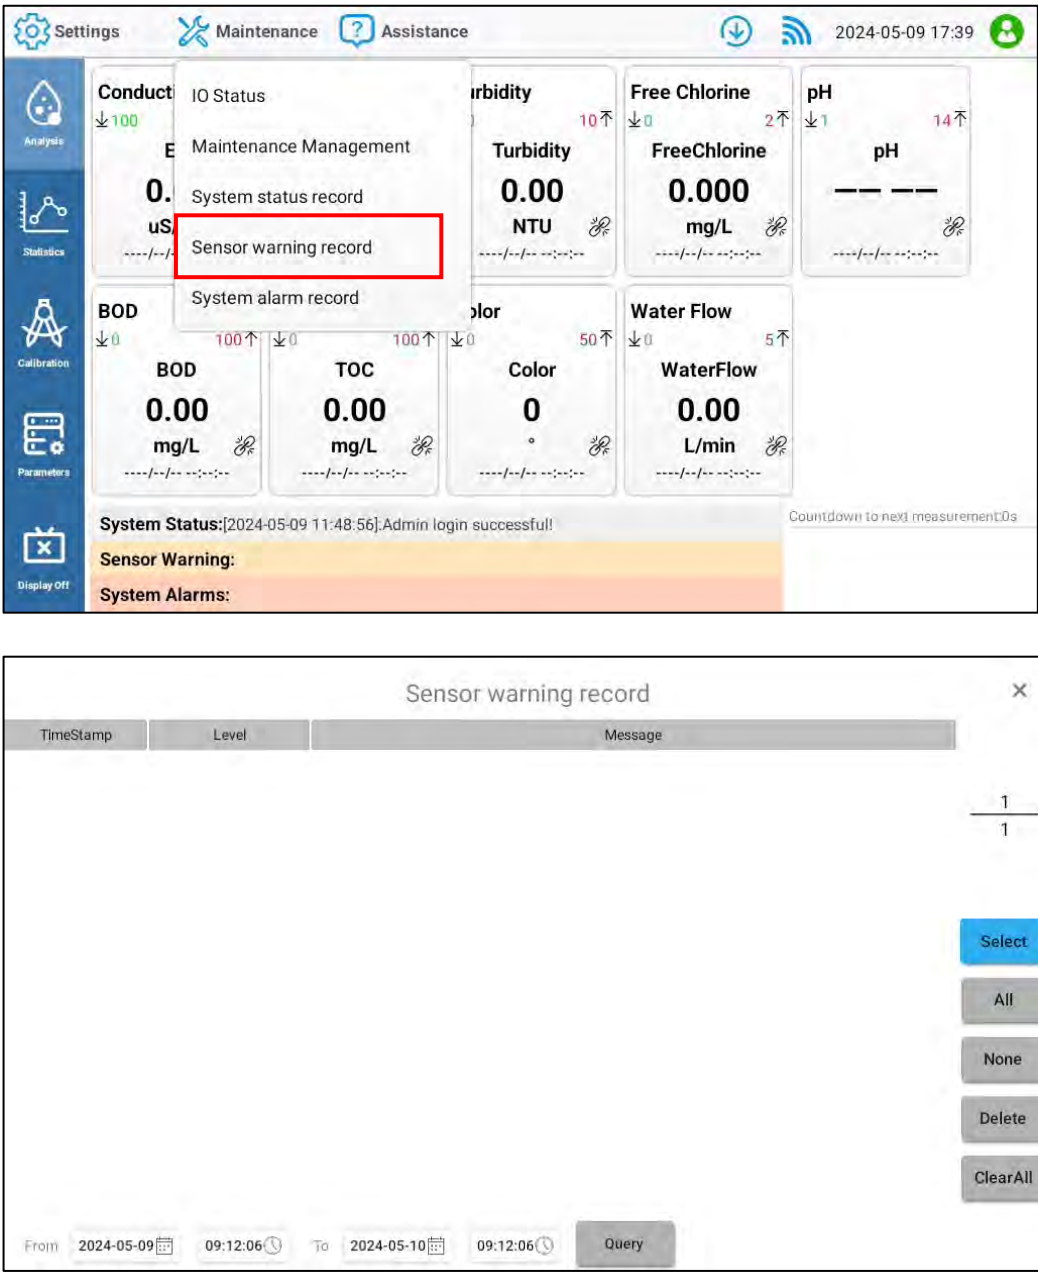 Settings Maintenance ? Assistance 2024-05-09 17:39
IO Status
Maintenance Management
System status record
Sensor warning record
System alarm record
Analysis
Statistics
Calibration
Parameters
Display Off
100
0.
----/--/--
10
Turbidity
0.00
NTU
----/--/-- --:--:--
Free Chlorine
0 2
FreeChlorine
0.000
mg/L
----/--/-- --:--:--
pH
1 14
pH
-- --
----/--/-- --:--:--
BOD
0 100
BOD
0.00
mg/L
----/--/-- --:--:--
0 100
TOC
0.00
mg/L
----/--/-- --:--:--
0 50
Color
0
°
----/--/-- --:--:--
Water Flow
0 5
WaterFlow
0.00
L/min
----/--/-- --:--:--
System Status:[2024-05-09 11:48:56]:Admin login successful!
Countdown to next measurement:0s
Sensor Warning:
System Alarms:
Sensor warning record ×
TimeStamp Level Message
1
1
Select
All
None
Delete
ClearAll
From 2024-05-09 09:12:06 To 2024-05-10 09:12:06 Query